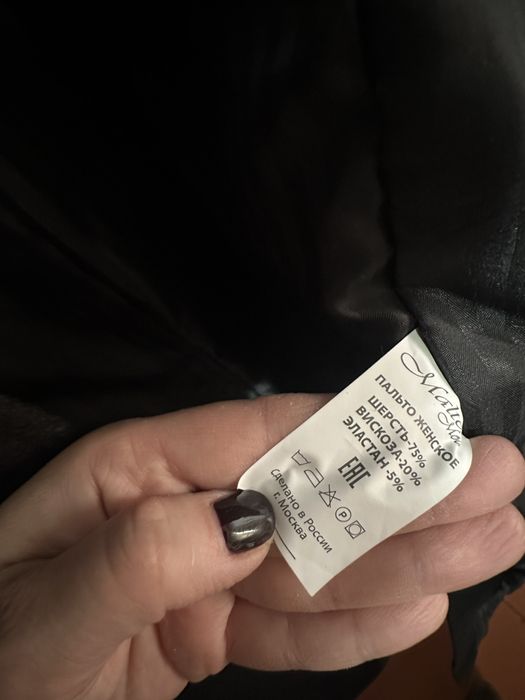 ПАЛЬТО ЖЕНСКОЕ
ШЕРСТЬ-75%
ВИСКОЗА-20%
ЭЛАСТАН -5%
ЕАС
P
Сделано в России
г. Москва